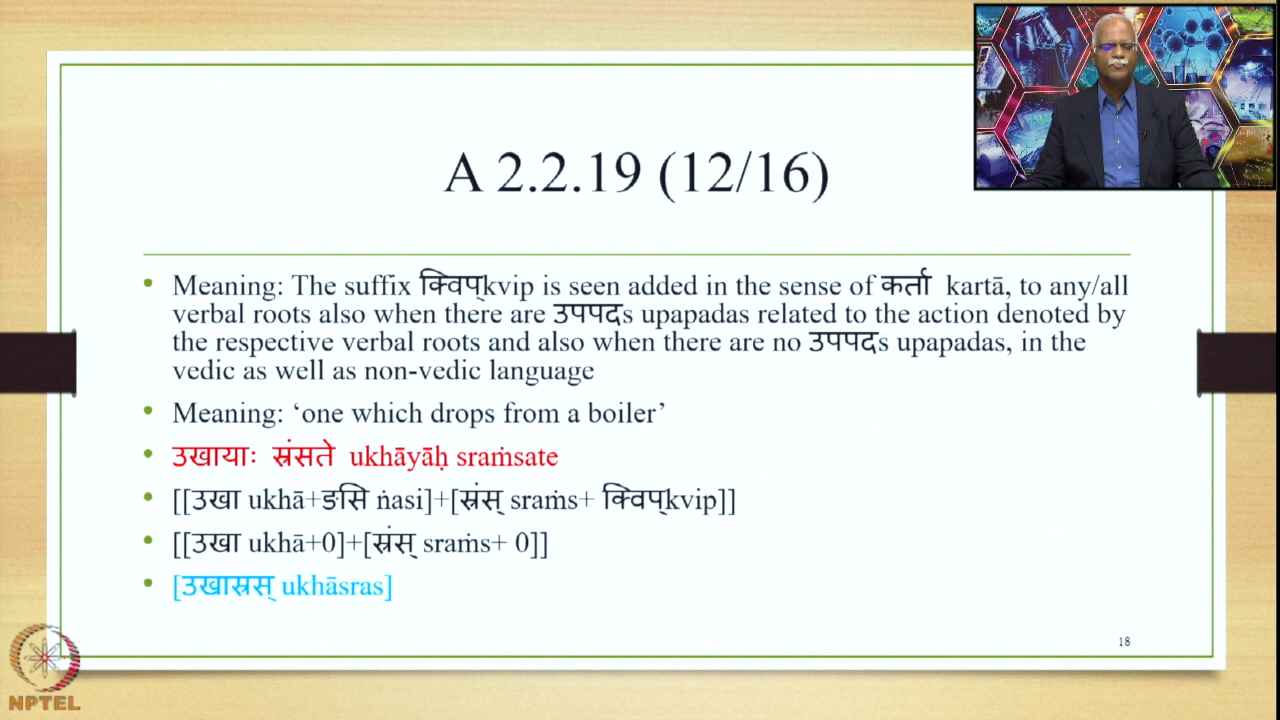 A 2.2.19 (12/16)
• Meaning: The suffix क्विप्kvip is seen added in the sense of कर्ता kartā, to any/all
verbal roots also when there are उपपदs upapadas related to the action denoted by
the respective verbal roots and also when there are no उपपदs upapadas, in the
vedic as well as non-vedic language
• Meaning: ‘one which drops from a boiler’
• उखायाः स्रंसते ukhāyāḥ sraṁsate
• [[उखा ukhā+ङसि ṅasi]+[स्रंस् sraṁs+ क्विप्kvip]]
• [[उखा ukhā+0]+[स्रंस् sraṁs+ 0]]
• [उखास्रस् ukhāsras]
18
NPTEL